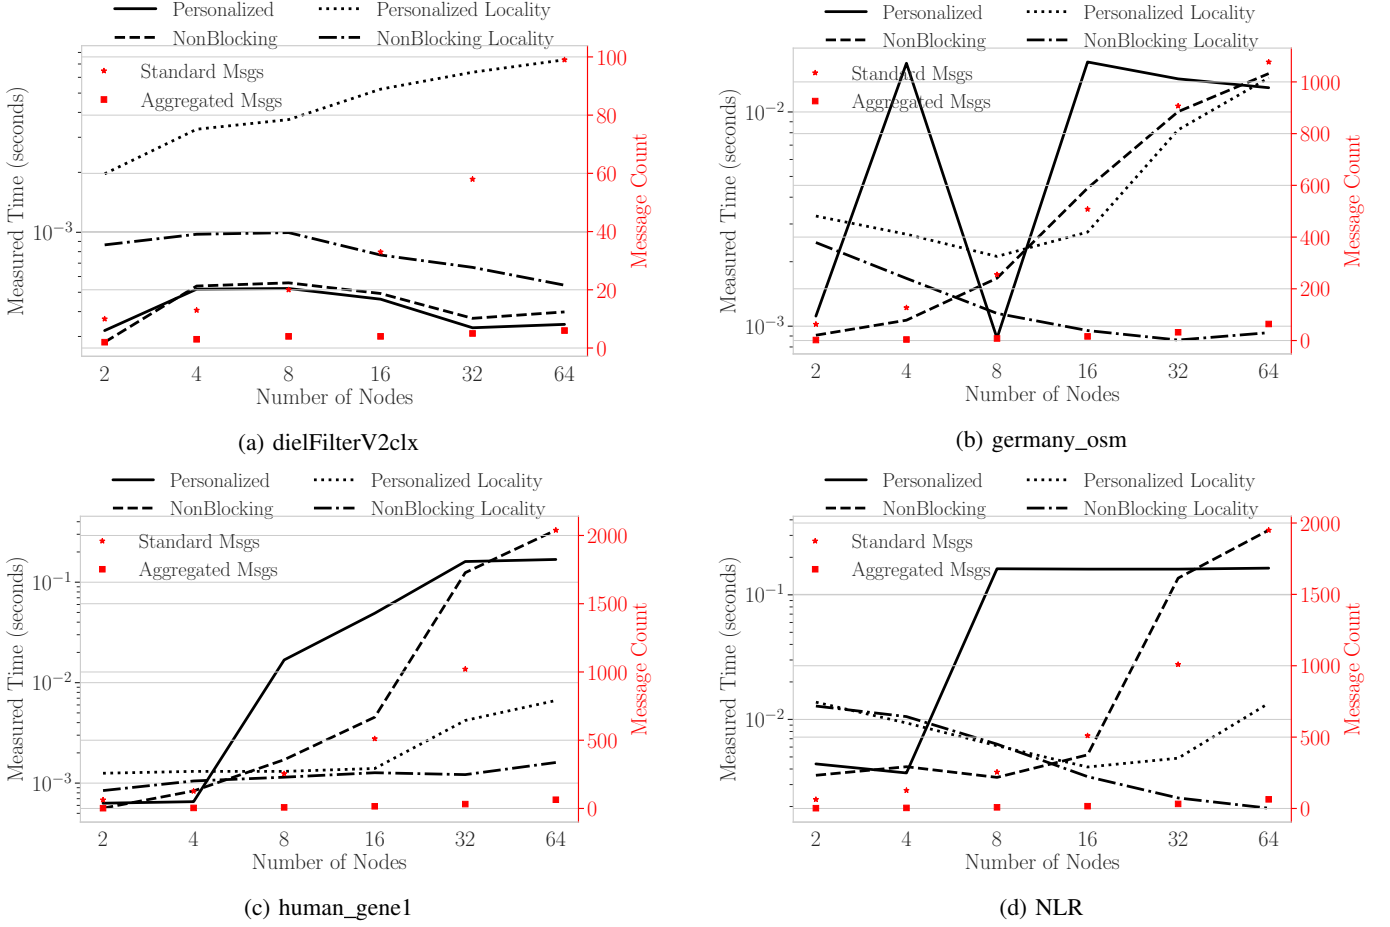 Personalized
Personalized Locality
NonBlocking
NonBlocking Locality
Standard Msgs
Aggregated Msgs
Measured Time (seconds)
10⁻³
2 4 8 16 32 64
Number of Nodes
100
80
60
40
20
0
Message Count
(a) dielFilterV2clx
Personalized
Personalized Locality
NonBlocking
NonBlocking Locality
Standard Msgs
Aggregated Msgs
Measured Time (seconds)
10⁻²
10⁻³
2 4 8 16 32 64
Number of Nodes
1000
800
600
400
200
0
Message Count
(b) germany_osm
Personalized
Personalized Locality
NonBlocking
NonBlocking Locality
Standard Msgs
Aggregated Msgs
Measured Time (seconds)
10⁻¹
10⁻²
10⁻³
2 4 8 16 32 64
Number of Nodes
2000
1500
1000
500
0
Message Count
(c) human_gene1
Personalized
Personalized Locality
NonBlocking
NonBlocking Locality
Standard Msgs
Aggregated Msgs
Measured Time (seconds)
10⁻¹
10⁻²
2 4 8 16 32 64
Number of Nodes
2000
1500
1000
500
0
Message Count
(d) NLR